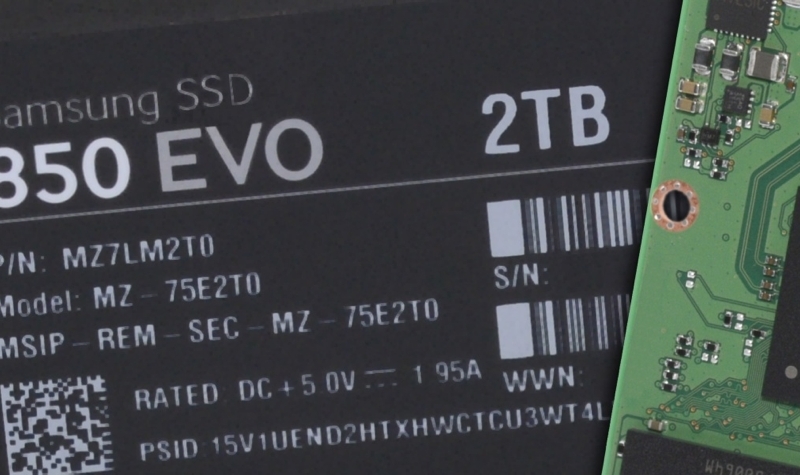 amsung SSD
850 EVO
2TB
P/N: MZ7LM2T0
Model: MZ-75E2T0
MSIP-REM-SEC-MZ-75E2T0
S/N:
RATED: DC+5.0V⎓ 1.95A
WWN:
PSID:15V1UEND2HTXHWCTCU3WT4L